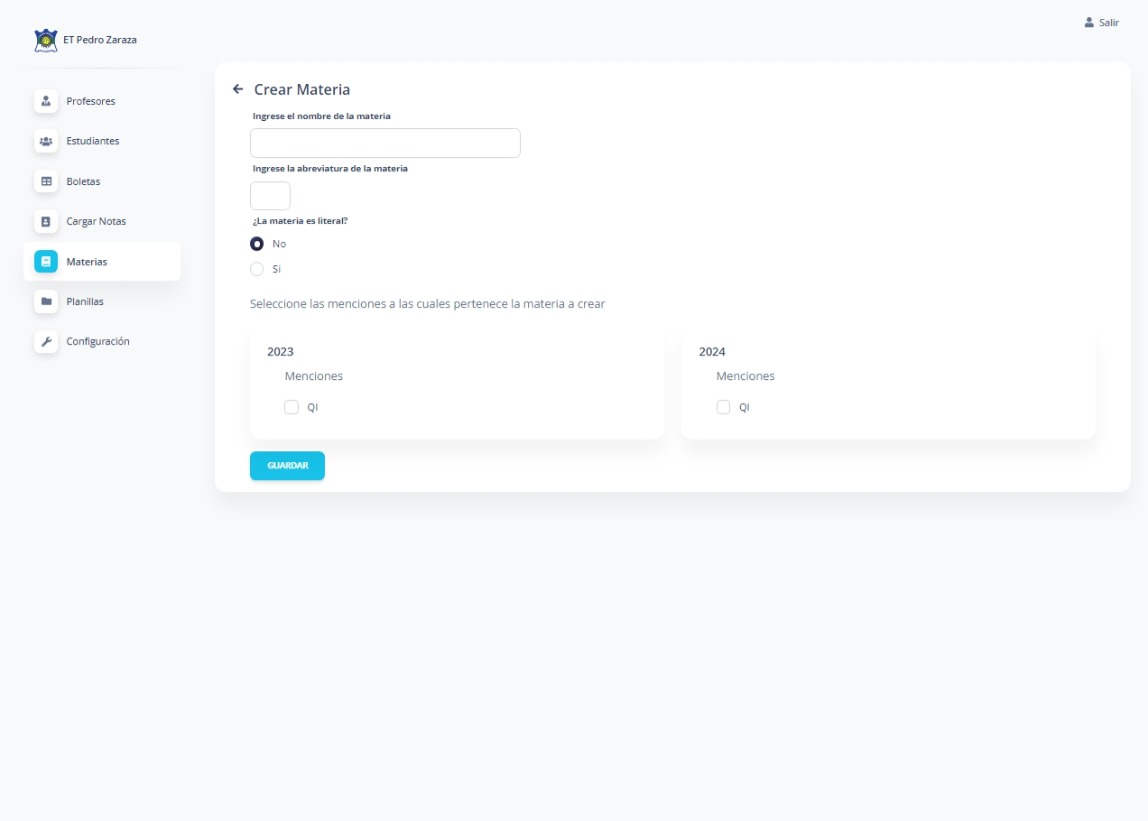 Salir
ET Pedro Zaraza
Profesores
Estudiantes
Boletas
Cargar Notas
Materias
Planillas
Configuración
Crear Materia
Ingrese el nombre de la materia
Ingrese la abreviatura de la materia
¿La materia es literal?
No
Si
Seleccione las menciones a las cuales pertenece la materia a crear
2023
Menciones
QI
2024
Menciones
QI
GUARDAR